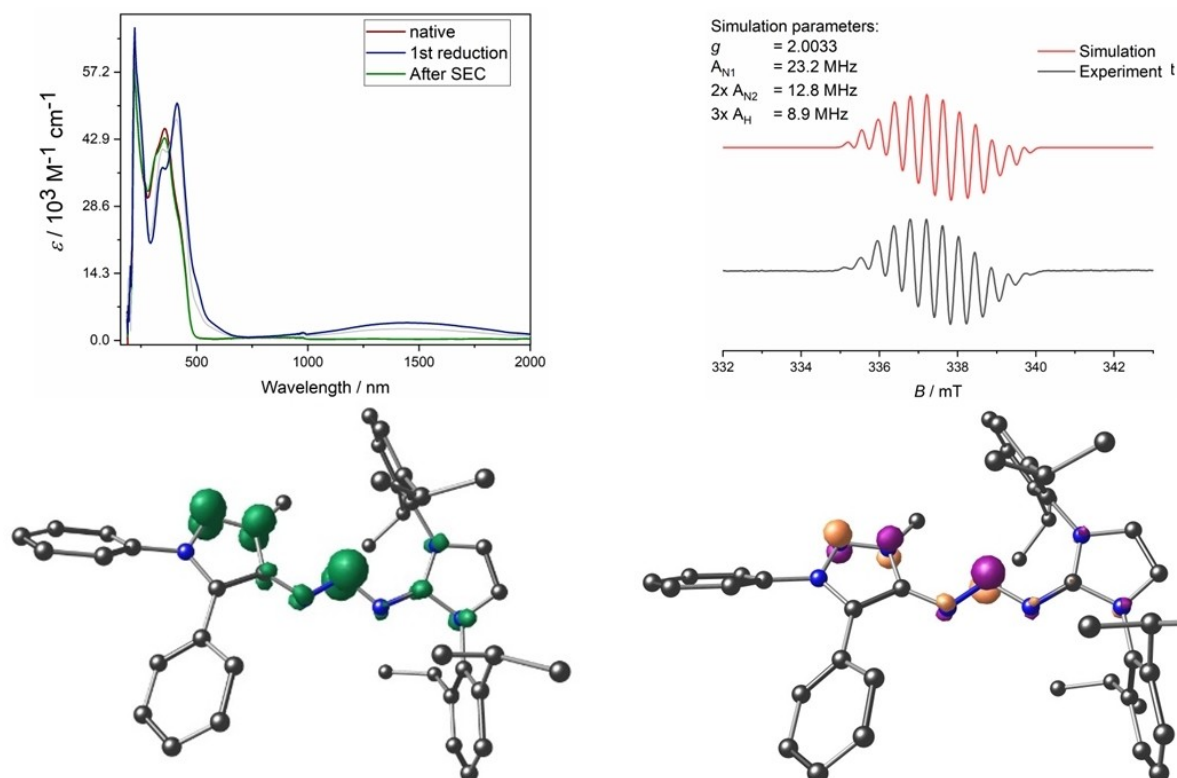 native
1st reduction
After SEC
57.2
42.9
28.6
14.3
0.0
ε / 10³ M⁻¹ cm⁻¹
500
1000
1500
2000
Wavelength / nm
Simulation parameters:
g = 2.0033
A_N1 = 23.2 MHz
2x A_N2 = 12.8 MHz
3x A_H = 8.9 MHz
Simulation
Experiment t
332
334
336
338
340
342
B / mT